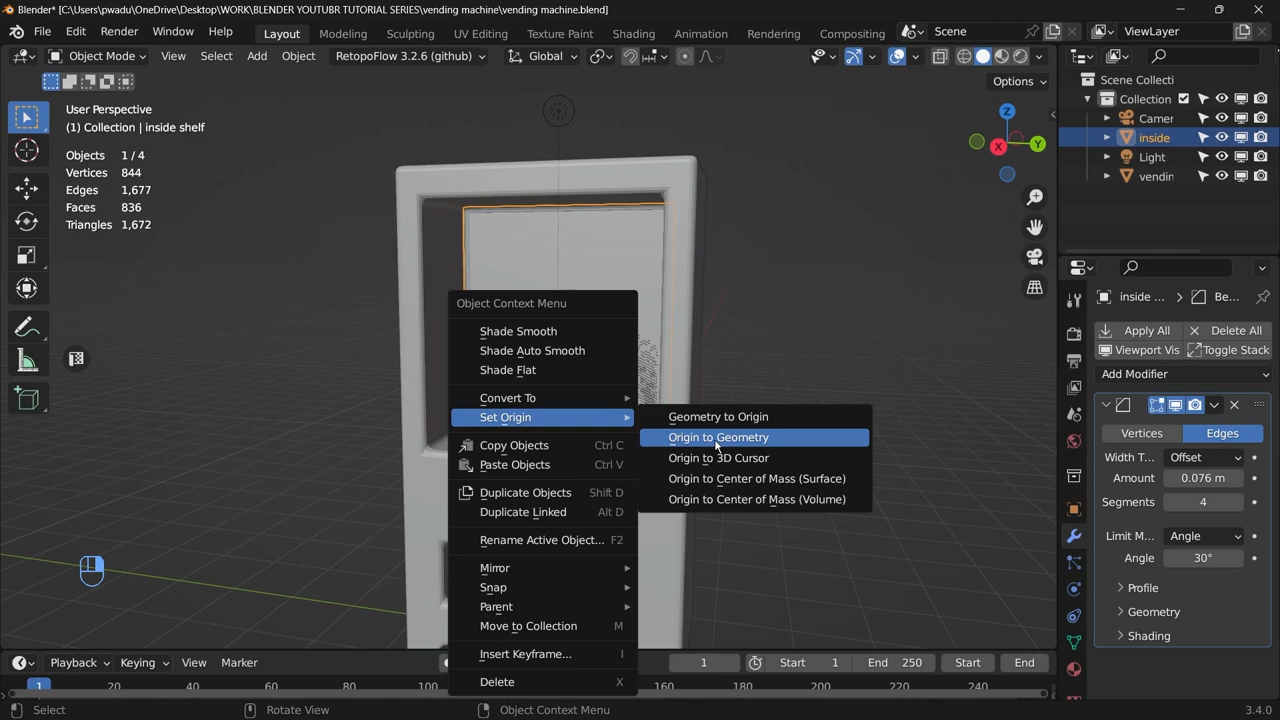 Blender* [C:\Users\pwadu\OneDrive\Desktop\WORK\BLENDER YOUTUBR TUTORIAL SERIES\vending machine\vending machine.blend]
File Edit Render Window Help Layout Modeling Sculpting UV Editing Texture Paint Shading Animation Rendering Compositing Scene ViewLayer
Object Mode View Select Add Object RetopoFlow 3.2.6 (github) Global
Options
User Perspective
(1) Collection | inside shelf
Objects 1/4
Vertices 844
Edges 1,677
Faces 836
Triangles 1,672
Z
Y
X
Scene Collecti
Collection
Camer
inside
Light
vendin
Object Context Menu
Shade Smooth
Shade Auto Smooth
Shade Flat
Convert To
Set Origin
Copy Objects Ctrl C
Paste Objects Ctrl V
Duplicate Objects Shift D
Duplicate Linked Alt D
Rename Active Object... F2
Mirror
Snap
Parent
Move to Collection M
Insert Keyframe... I
Delete X
Geometry to Origin
Origin to Geometry
Origin to 3D Cursor
Origin to Center of Mass (Surface)
Origin to Center of Mass (Volume)
inside ... Be...
Apply All Delete All
Viewport Vis Toggle Stack
Add Modifier
Vertices Edges
Width T... Offset
Amount 0.076 m
Segments 4
Limit M... Angle
Angle 30°
Profile
Geometry
Shading
Playback Keying View Marker 1 Start 1 End 250 Start End
1 20 40 60 80 100 160 180 200 220 240
Select Rotate View Object Context Menu 3.4.0